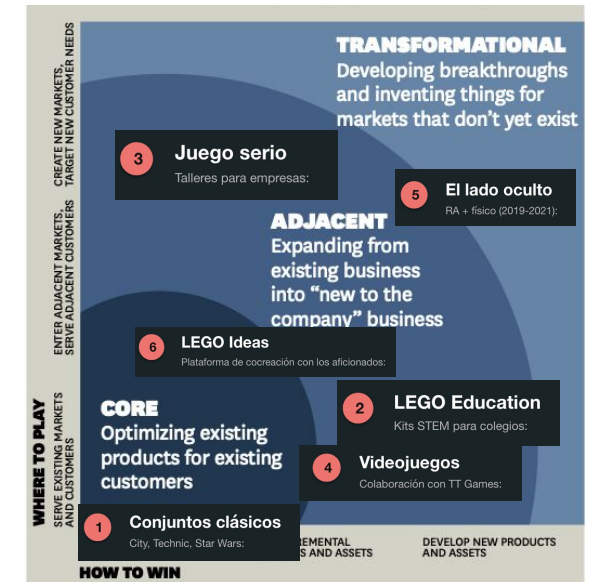 TRANSFORMATIONAL
Developing breakthroughs
and inventing things for
markets that don't yet exist
CREATE NEW MARKETS,
TARGET NEW CUSTOMER NEEDS
3
Juego serio
Talleres para empresas:
5
El lado oculto
RA + físico (2019-2021):
ADJACENT
Expanding from
existing business
into "new to the
company" business
ENTER ADJACENT MARKETS,
SERVE ADJACENT CUSTOMERS
6
LEGO Ideas
Plataforma de cocreación con los aficionados:
2
LEGO Education
Kits STEM para colegios:
CORE
Optimizing existing
products for existing
customers
WHERE TO PLAY
SERVE EXISTING MARKETS
AND CUSTOMERS
4
Videojuegos
Colaboración con TT Games:
1
Conjuntos clásicos
City, Technic, Star Wars:
AND ASSETS
DEVELOP NEW PRODUCTS
AND ASSETS
HOW TO WIN